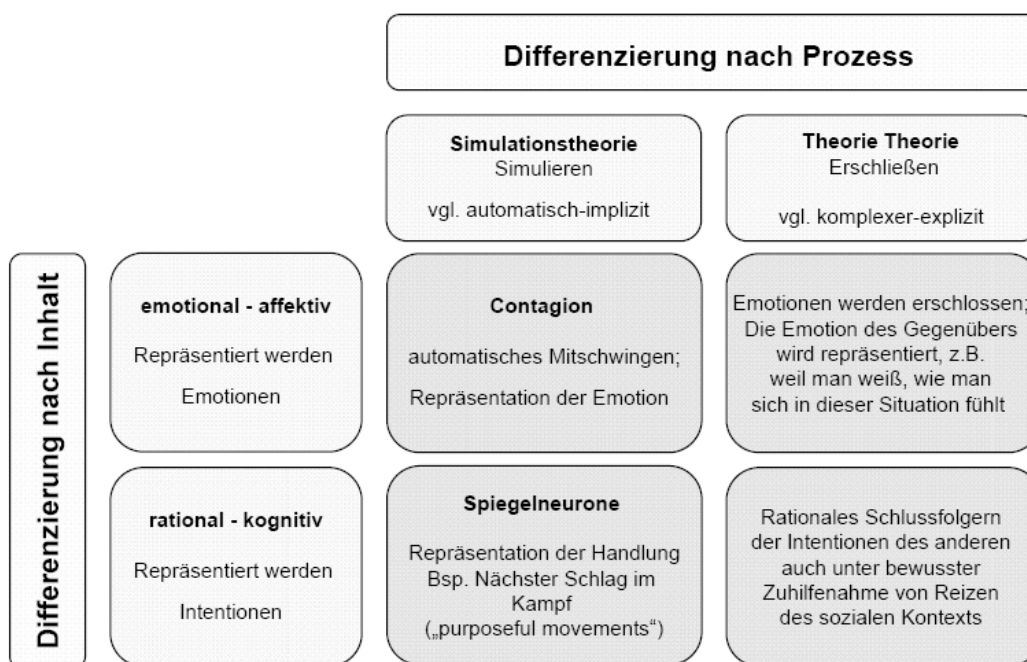 Differenzierung nach Prozess
Simulationstheorie
Simulieren
vgl. automatisch-implizit
Theorie Theorie
Erschließen
vgl. komplexer-explizit
Differenzierung nach Inhalt
emotional - affektiv
Repräsentiert werden
Emotionen
Contagion
automatisches Mitschwingen;
Repräsentation der Emotion
Emotionen werden erschlossen;
Die Emotion des Gegenübers
wird repräsentiert, z.B.
weil man weiß, wie man
sich in dieser Situation fühlt
rational - kognitiv
Repräsentiert werden
Intentionen
Spiegelneurone
Repräsentation der Handlung
Bsp. Nächster Schlag im
Kampf
(„purposeful movements“)
Rationales Schlussfolgern
der Intentionen des anderen
auch unter bewusster
Zuhilfenahme von Reizen
des sozialen Kontexts